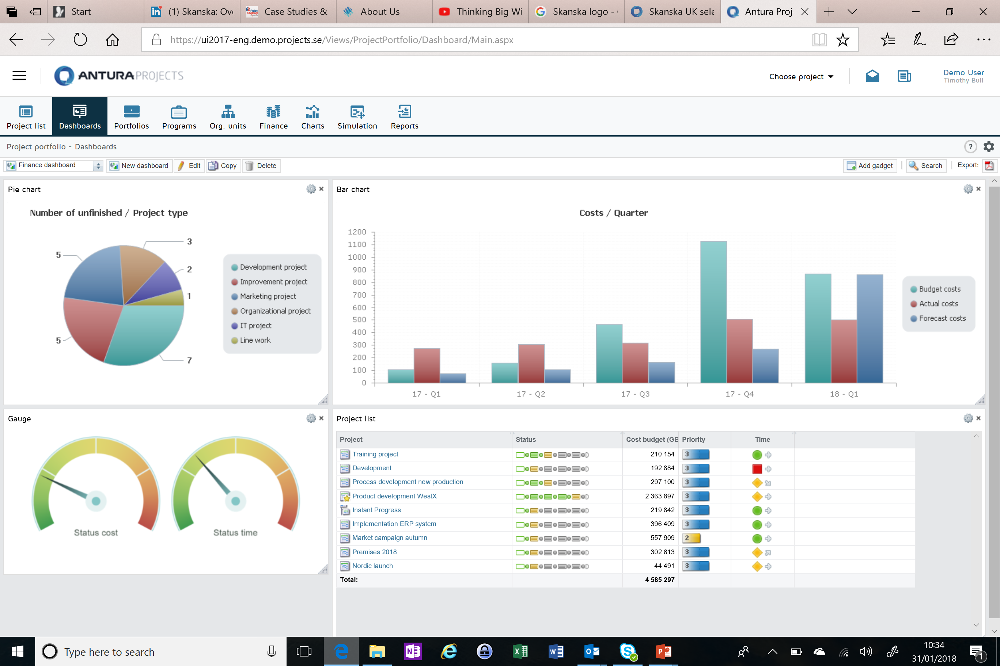 Start
(1) Skanska: Ove
Case Studies &
About Us
Thinking Big Wi
Skanska logo -
Skanska UK sele
Antura Proj
https://ui2017-eng.demo.projects.se/Views/ProjectPortfolio/Dashboard/Main.aspx
ANTURA PROJECTS
Choose project
Demo User
Timothy Bull
Project list
Dashboards
Portfolios
Programs
Org. units
Finance
Charts
Simulation
Reports
Project portfolio - Dashboards
?
Finance dashboard
New dashboard
Edit
Copy
Delete
Add gadget
Search
Export:
Pie chart
Number of unfinished / Project type
3
5
2
1
5
7
Development project
Improvement project
Marketing project
Organizational project
IT project
Line work
Bar chart
Costs / Quarter
1200
1100
1000
900
800
700
600
500
400
300
200
100
0
17 - Q1
17 - Q2
17 - Q3
17 - Q4
18 - Q1
Budget costs
Actual costs
Forecast costs
Gauge
Status cost
Status time
Project list
Project Status Cost budget (GB Priority Time
Training project 210 154 3
Development 192 884 3
Process development new production 297 100 3
Product development WestX 2 363 897 3
Instant Progress 219 842 3
Implementation ERP system 396 409 3
Market campaign autumn 557 909 2
Premises 2018 302 613 3
Nordic launch 44 491 3
Total: 4 585 297
Type here to search
10:34
31/01/2018
1